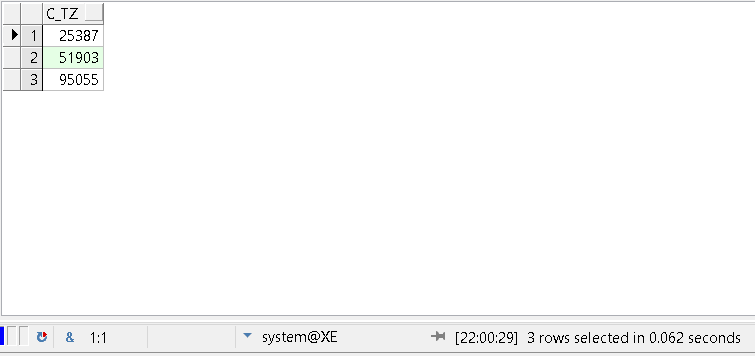 C_TZ
1 25387
2 51903
3 95055
& 1:1 system@XE [22:00:29] 3 rows selected in 0.062 seconds